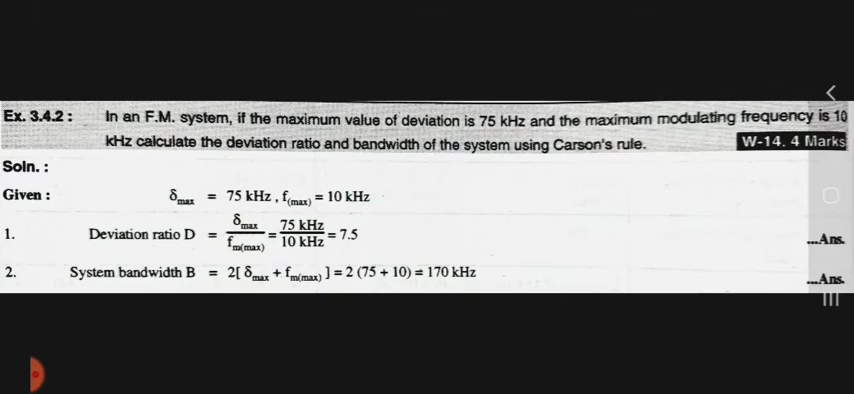 Ex. 3.4.2 : In an F.M. system, if the maximum value of deviation is 75 kHz and the maximum modulating frequency is 10
kHz calculate the deviation ratio and bandwidth of the system using Carson's rule. W-14. 4 Marks
Soln. :
Given : δmax = 75 kHz , f(max) = 10 kHz
1. Deviation ratio D = δmax / fm(max) = 75 kHz / 10 kHz = 7.5 ...Ans.
2. System bandwidth B = 2[ δmax + fm(max) ] = 2 (75 + 10) = 170 kHz ...Ans.